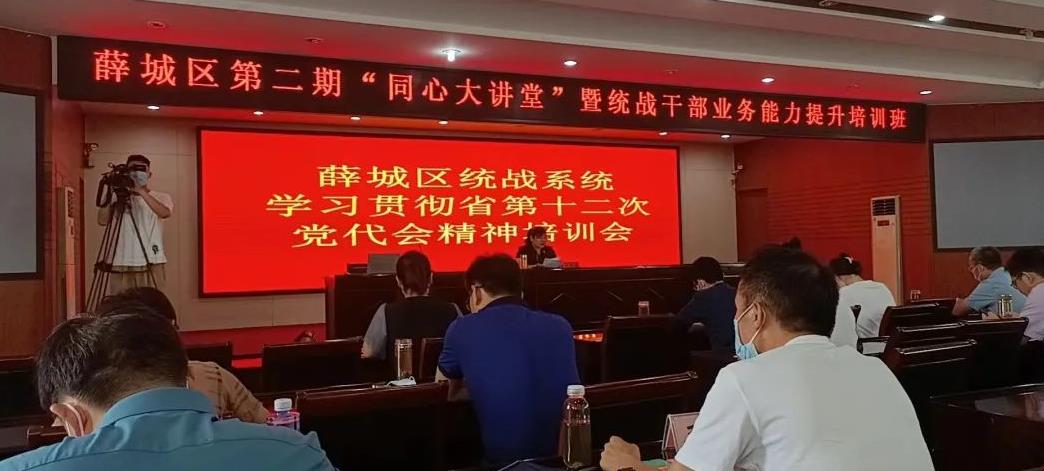 薛城区第二期“同心大讲堂”暨统战干部业务能力提升培训班
薛城区统战系统
学习贯彻省第十二次
党代会精神培训会